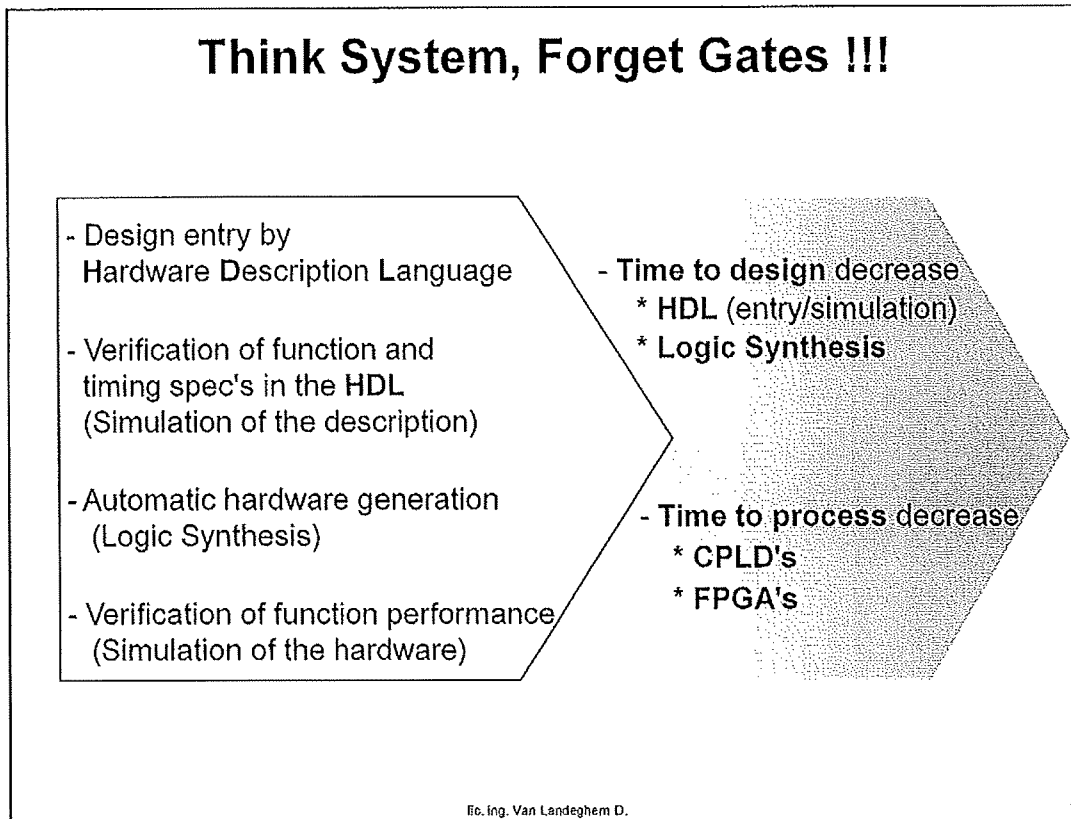 Think System, Forget Gates !!!
- Design entry by
Hardware Description Language
- Verification of function and
timing spec's in the HDL
(Simulation of the description)
- Automatic hardware generation
(Logic Synthesis)
- Verification of function performance
(Simulation of the hardware)
- Time to design decrease
* HDL (entry/simulation)
* Logic Synthesis
- Time to process decrease
* CPLD's
* FPGA's
ing. Van Landeghem D.